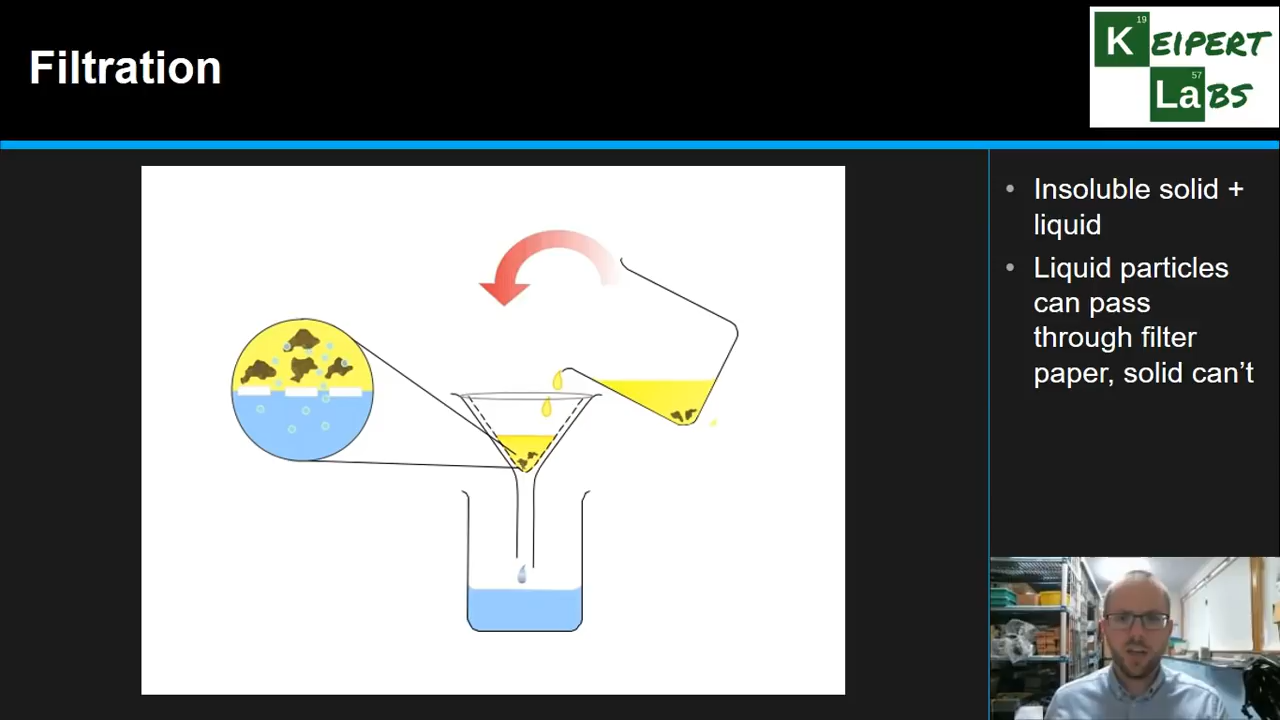 Filtration
19
K EIPERT
57
La BS
• Insoluble solid +
liquid
• Liquid particles
can pass
through filter
paper, solid can’t